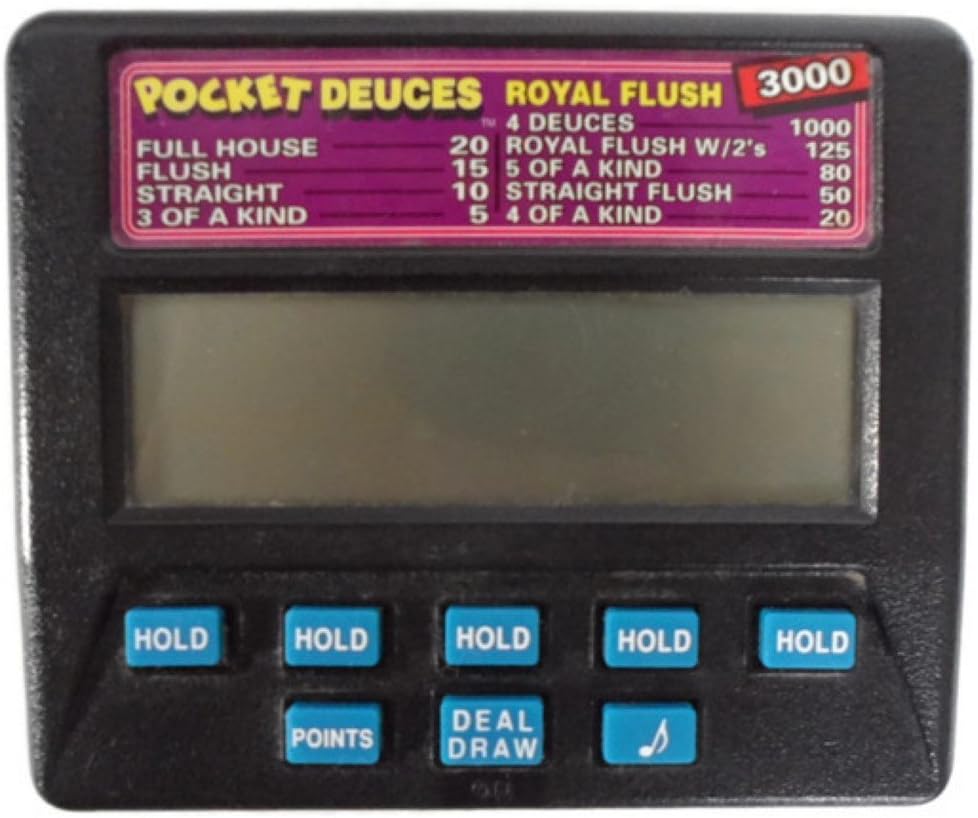 POCKET DEUCES ™
FULL HOUSE 20
FLUSH 15
STRAIGHT 10
3 OF A KIND 5
ROYAL FLUSH 3000
4 DEUCES 1000
ROYAL FLUSH W/2's 125
5 OF A KIND 80
STRAIGHT FLUSH 50
4 OF A KIND 20
HOLD HOLD HOLD HOLD HOLD
POINTS
DEAL
DRAW